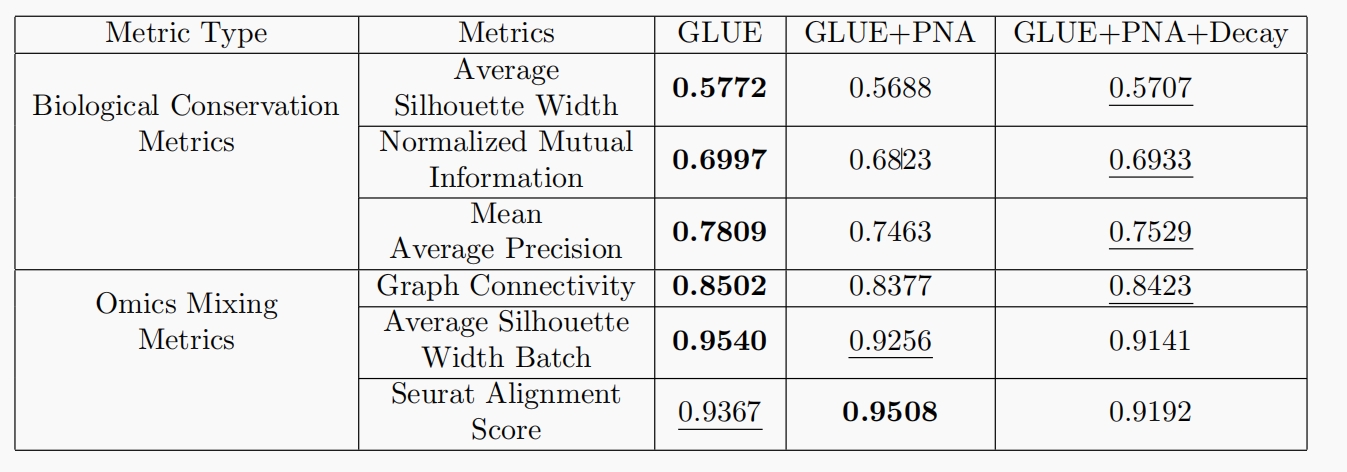 Metric Type Metrics GLUE GLUE+PNA GLUE+PNA+Decay
Biological Conservation
Metrics
Average
Silhouette Width
0.5772 0.5688 0.5707
Normalized Mutual
Information
0.6997 0.6823 0.6933
Mean
Average Precision
0.7809 0.7463 0.7529
Omics Mixing
Metrics
Graph Connectivity 0.8502 0.8377 0.8423
Average Silhouette
Width Batch
0.9540 0.9256 0.9141
Seurat Alignment
Score
0.9367 0.9508 0.9192